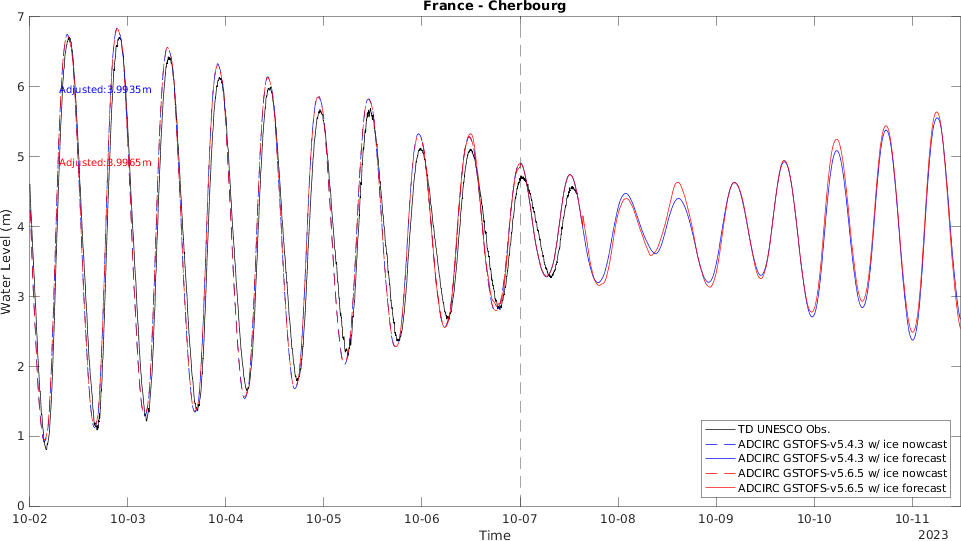 France - Cherbourg
Water Level (m)
7
6
5
4
3
2
1
0
Adjusted:3.9935m
Adjusted:3.9965m
TD UNESCO Obs.
ADCIRC GSTOFS-v5.4.3 w/ ice nowcast
ADCIRC GSTOFS-v5.4.3 w/ ice forecast
ADCIRC GSTOFS-v5.6.5 w/ ice nowcast
ADCIRC GSTOFS-v5.6.5 w/ ice forecast
10-02 10-03 10-04 10-05 10-06 10-07 10-08 10-09 10-10 10-11
Time
2023